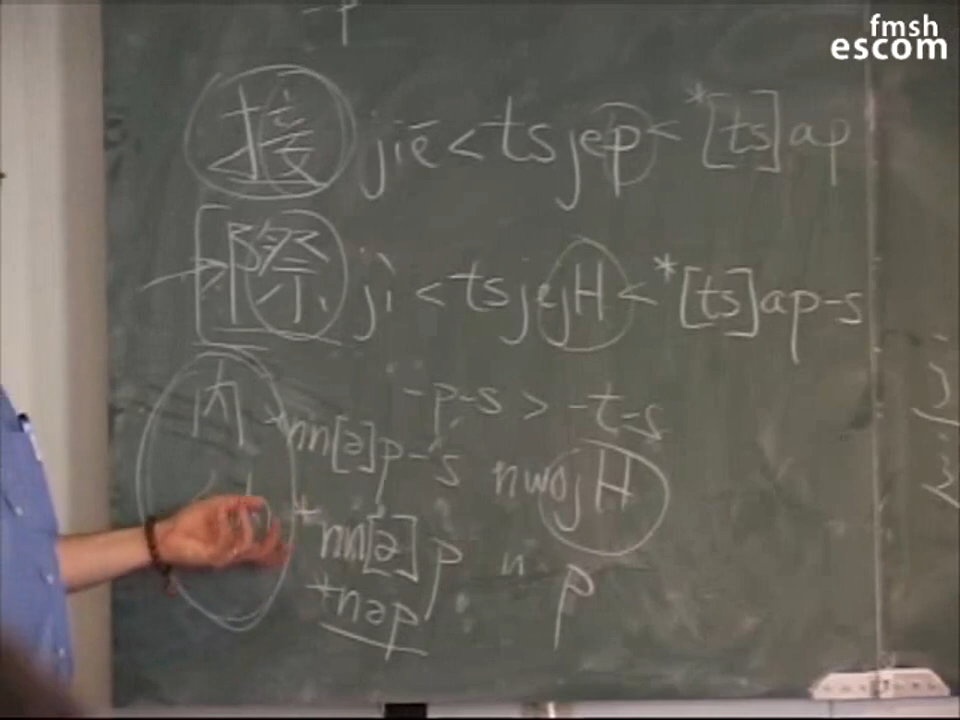 -p
fmsh
escom
接 jiē < tsjep < *[ts]ap
際 jì < tsjejH < *[ts]ap-s
-p-s > -t-s
内 *nn[ə]p-s nwojH
*nn[ə]p n p
*nəp